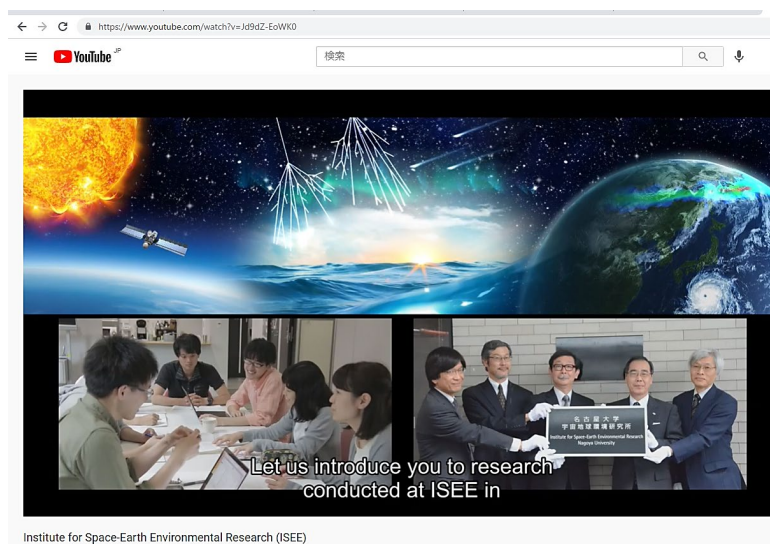 https://www.youtube.com/watch?v=Jd9dZ-EoWK0
YouTube JP
検索
名古屋大学
宇宙地球環境研究所
Institute for Space-Earth Environmental Research
Nagoya University
Let us introduce you to research
conducted at ISEE in
Institute for Space-Earth Environmental Research (ISEE)